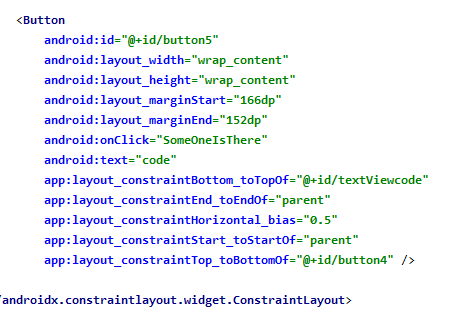 <Button
android:id="@+id/button5"
android:layout_width="wrap_content"
android:layout_height="wrap_content"
android:layout_marginStart="166dp"
android:layout_marginEnd="152dp"
android:onClick="SomeOneIsThere"
android:text="code"
app:layout_constraintBottom_toTopOf="@+id/textViewcode"
app:layout_constraintEnd_toEndOf="parent"
app:layout_constraintHorizontal_bias="0.5"
app:layout_constraintStart_toStartOf="parent"
app:layout_constraintTop_toBottomOf="@+id/button4" />
/androidx.constraintlayout.widget.ConstraintLayout>